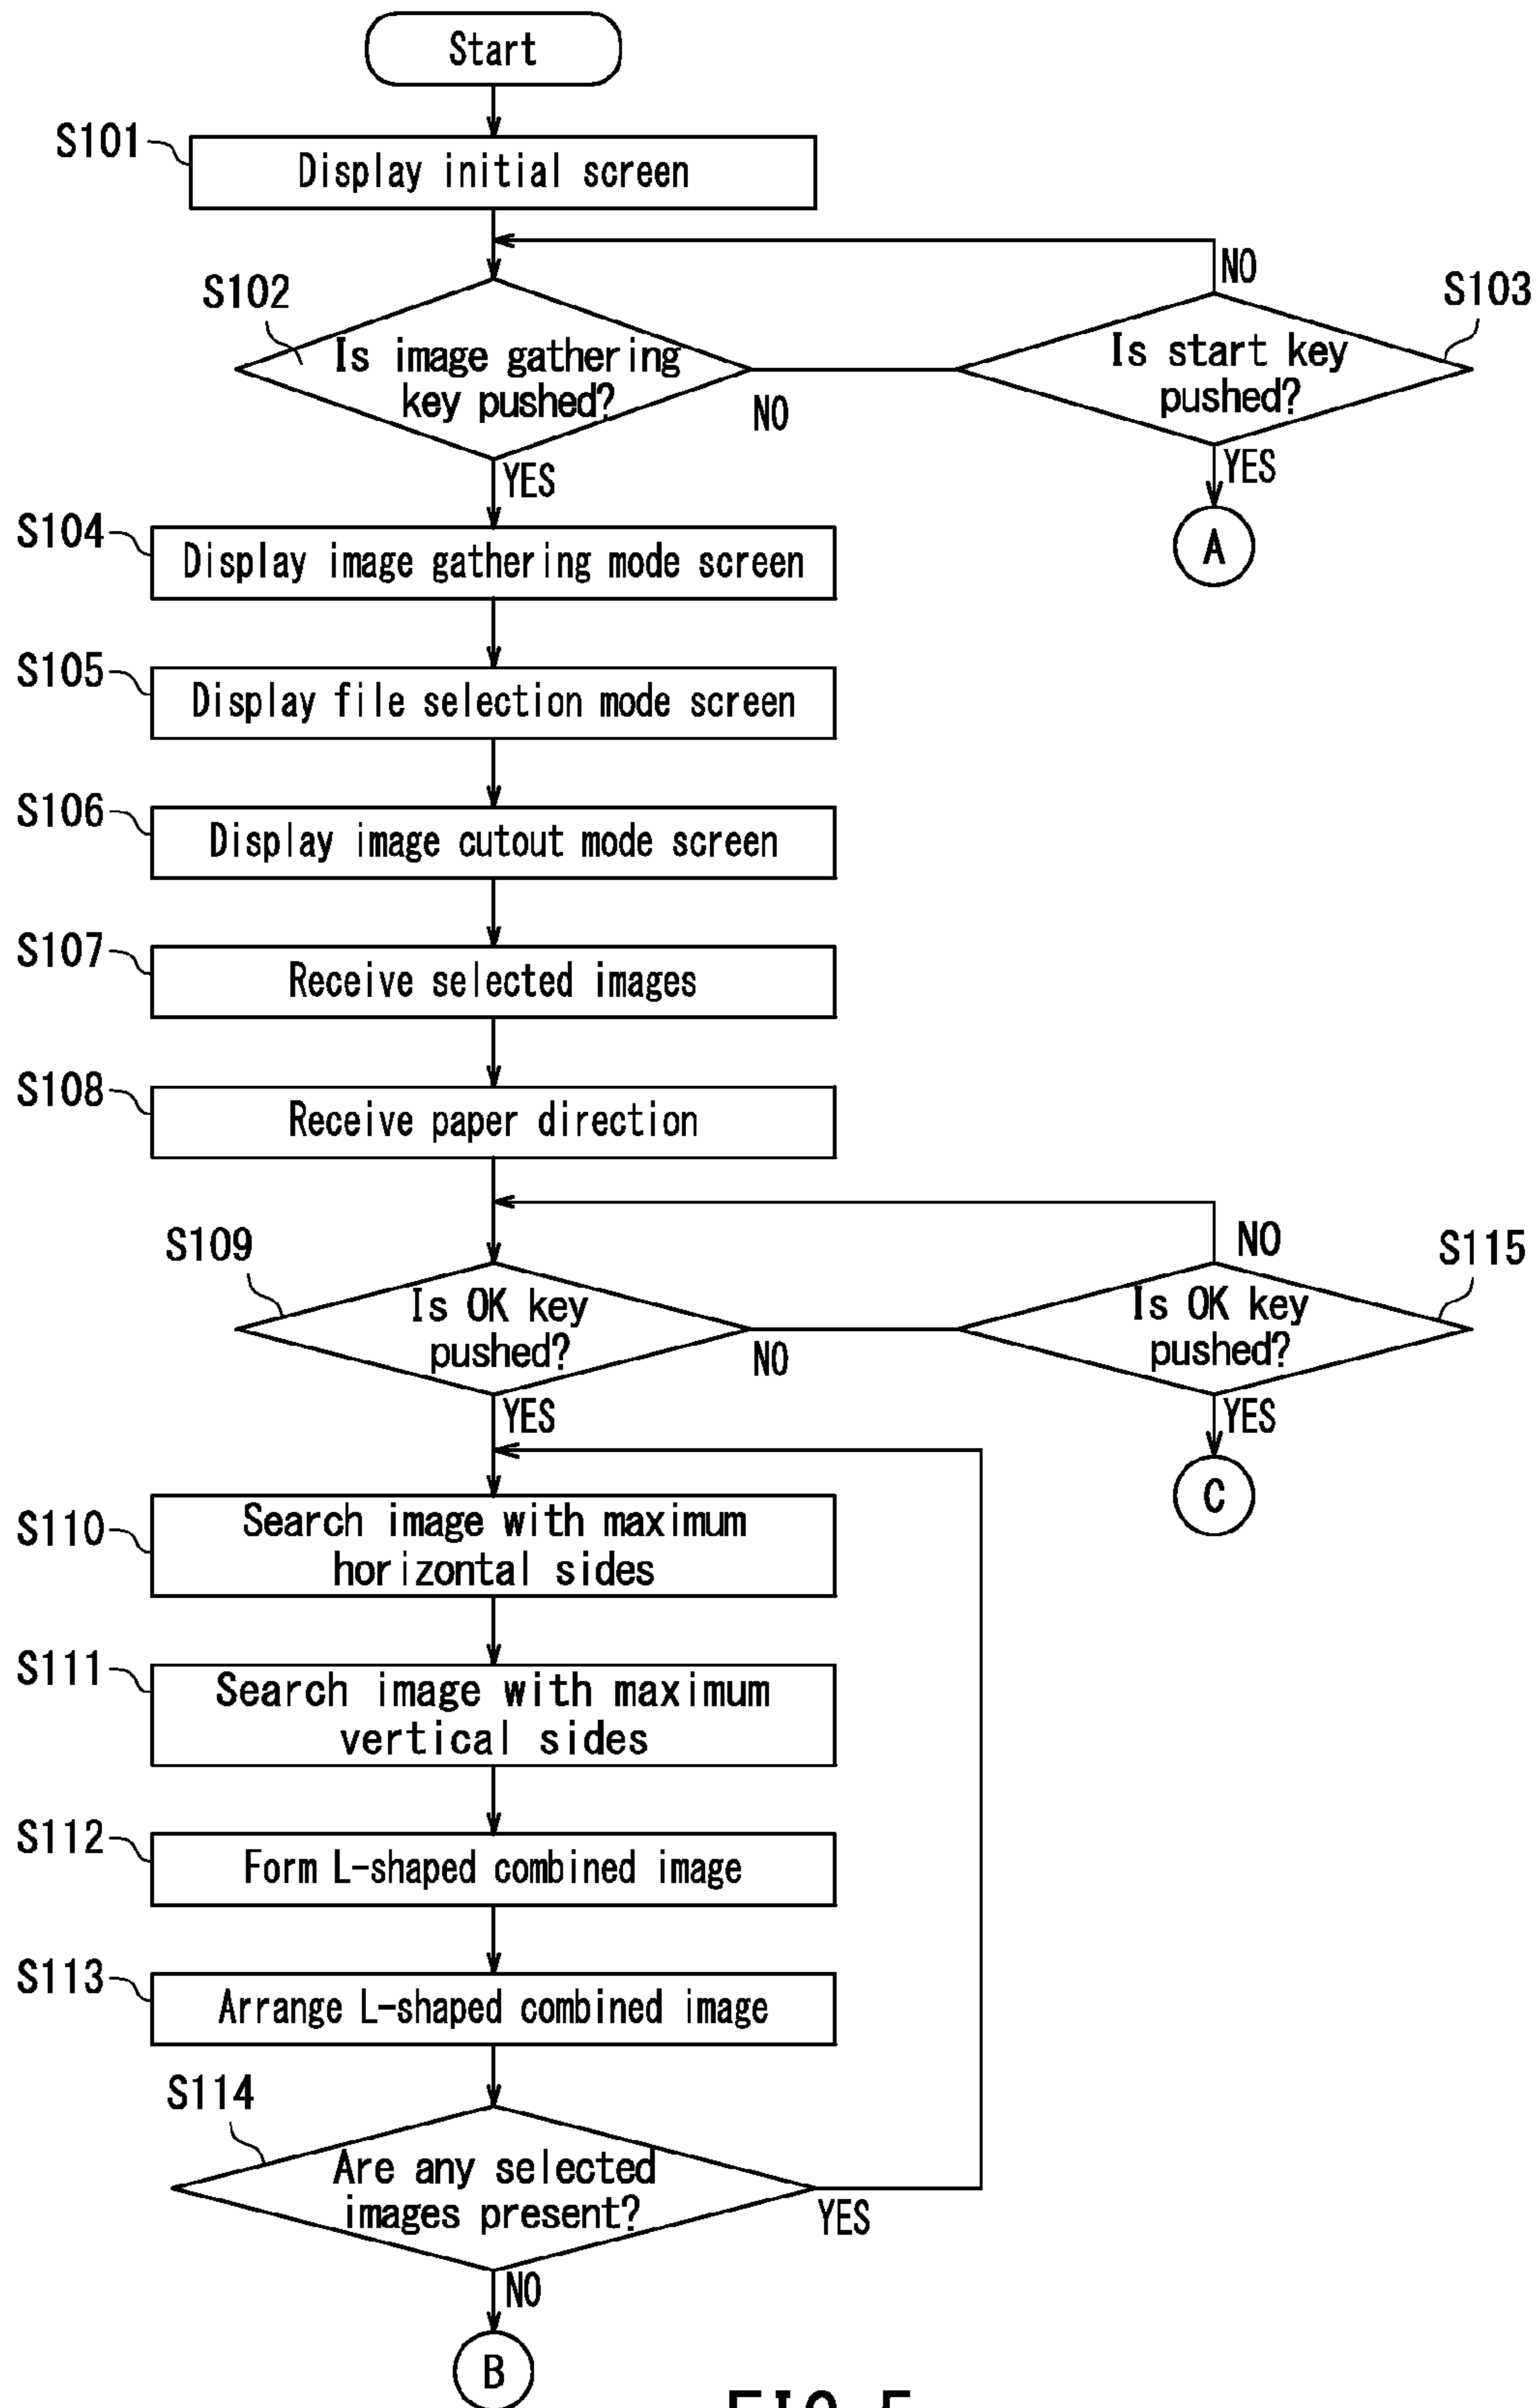 Start
S101
Display initial screen
S102
Is image gathering
key pushed?
NO
YES
NO
S103
Is start key
pushed?
YES
A
S104
Display image gathering mode screen
S105
Display file selection mode screen
S106
Display image cutout mode screen
S107
Receive selected images
S108
Receive paper direction
S109
Is OK key
pushed?
NO
YES
NO
S115
Is OK key
pushed?
YES
C
S110
Search image with maximum
horizontal sides
S111
Search image with maximum
vertical sides
S112
Form L-shaped combined image
S113
Arrange L-shaped combined image
S114
Are any selected
images present?
YES
NO
B